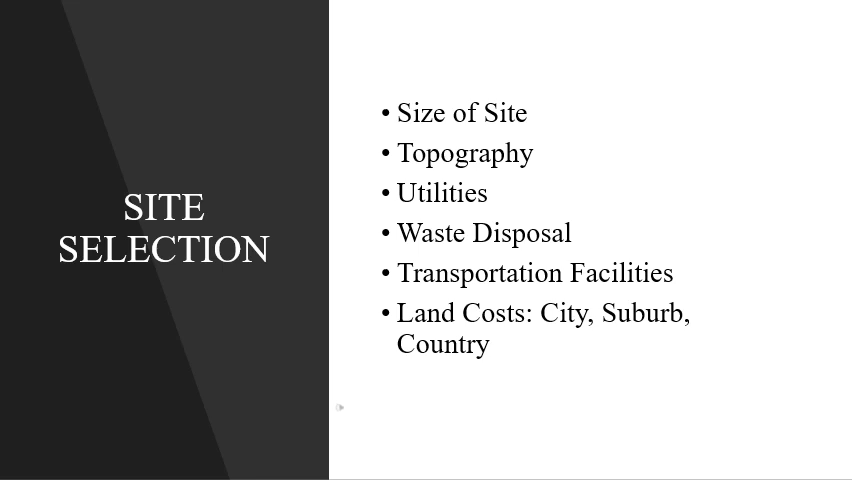 SITE
SELECTION
• Size of Site
• Topography
• Utilities
• Waste Disposal
• Transportation Facilities
• Land Costs: City, Suburb,
Country